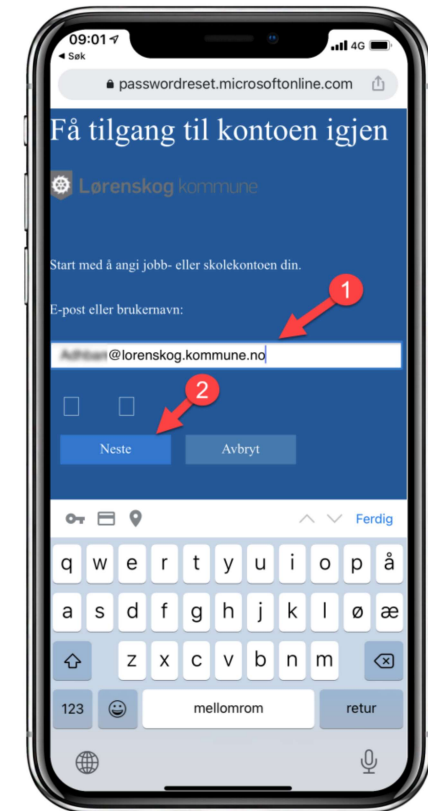 09:01
4G
◀ Søk
passwordreset.microsoftonline.com
Få tilgang til kontoen igjen
Lørenskog kommune
Start med å angi jobb- eller skolekontoen din.
1
E-post eller brukernavn:
@lorenskog.kommune.no
2
Neste Avbryt
Ferdig
q w e r t y u i o p å
a s d f g h j k l ø æ
z x c v b n m
123 mellomrom retur